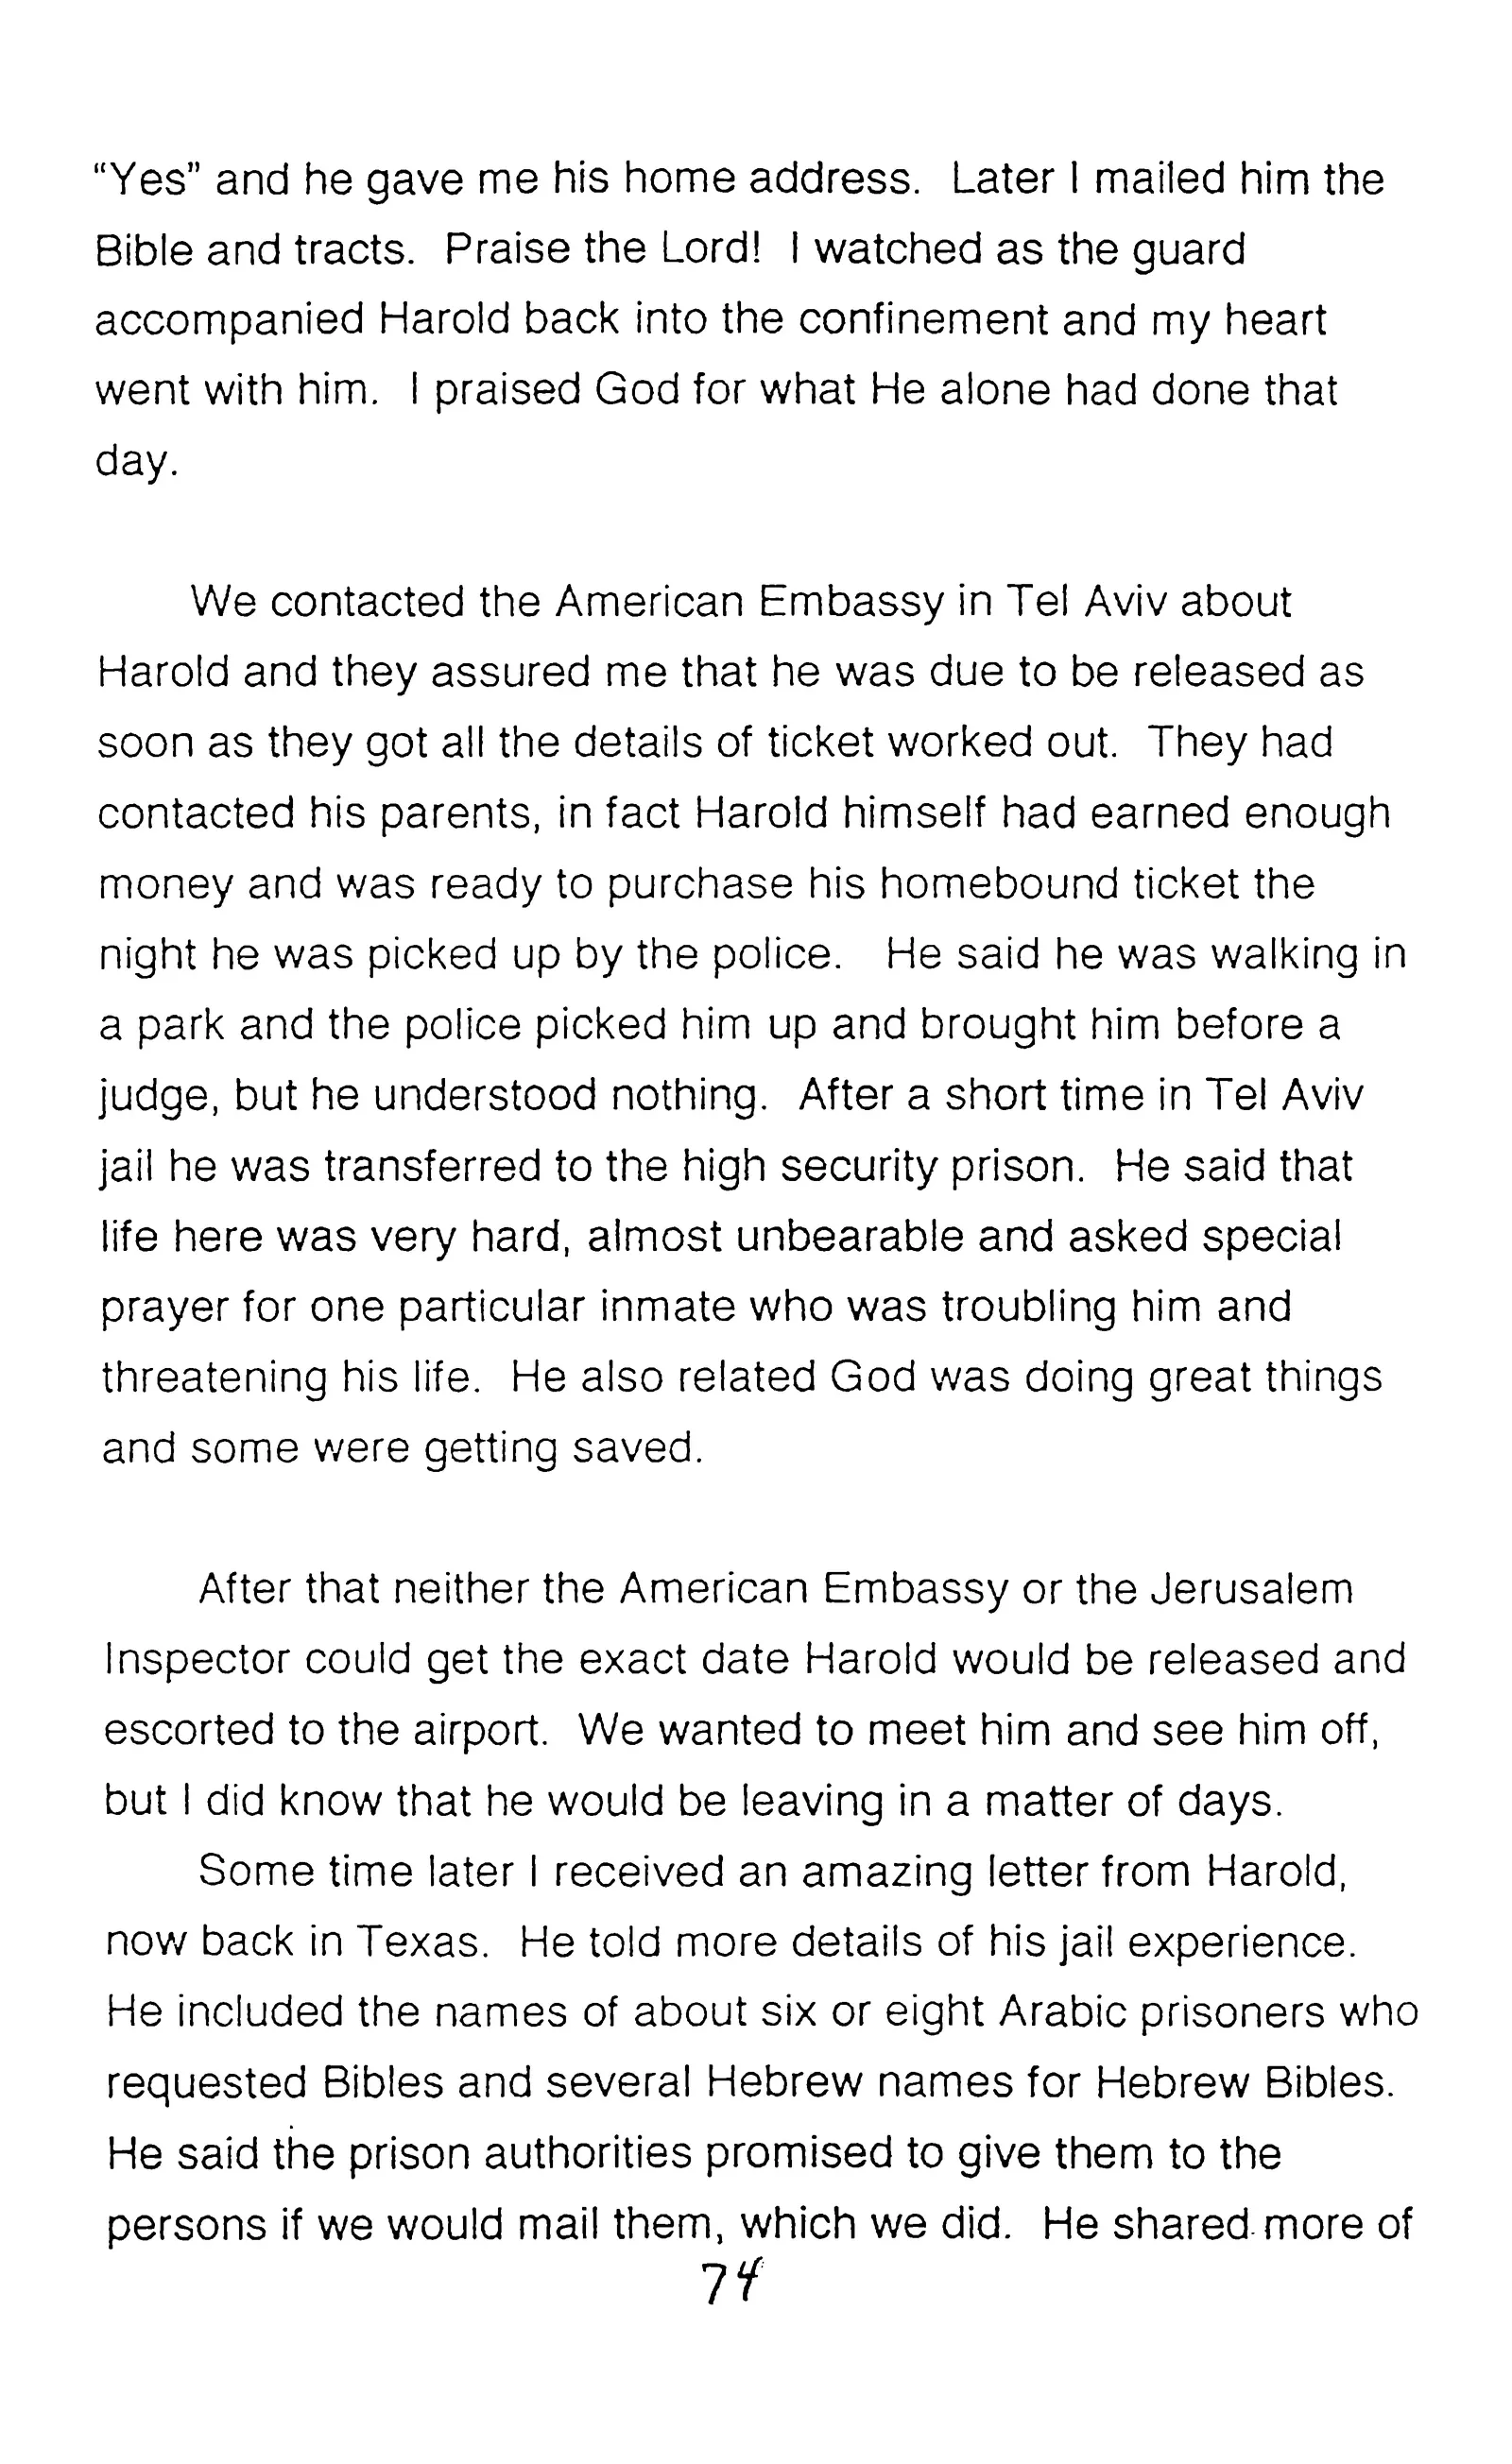 “Yes” and he gave me his home address. Later I mailed him the
Bible and tracts. Praise the Lord! I watched as the guard
accompanied Harold back into the confinement and my heart
went with him. I praised God for what He alone had done that
day.
We contacted the American Embassy in Tel Aviv about
Harold and they assured me that he was due to be released as
soon as they got all the details of ticket worked out. They had
contacted his parents, in fact Harold himself had earned enough
money and was ready to purchase his homebound ticket the
night he was picked up by the police. He said he was walking in
a park and the police picked him up and brought him before a
judge, but he understood nothing. After a short time in Tel Aviv
jail he was transferred to the high security prison. He said that
life here was very hard, almost unbearable and asked special
prayer for one particular inmate who was troubling him and
threatening his life. He also related God was doing great things
and some were getting saved.
After that neither the American Embassy or the Jerusalem
Inspector could get the exact date Harold would be released and
escorted to the airport. We wanted to meet him and see him off,
but I did know that he would be leaving in a matter of days.
Some time later I received an amazing letter from Harold,
now back in Texas. He told more details of his jail experience.
He included the names of about six or eight Arabic prisoners who
requested Bibles and several Hebrew names for Hebrew Bibles.
He said the prison authorities promised to give them to the
persons if we would mail them, which we did. He shared more of
74